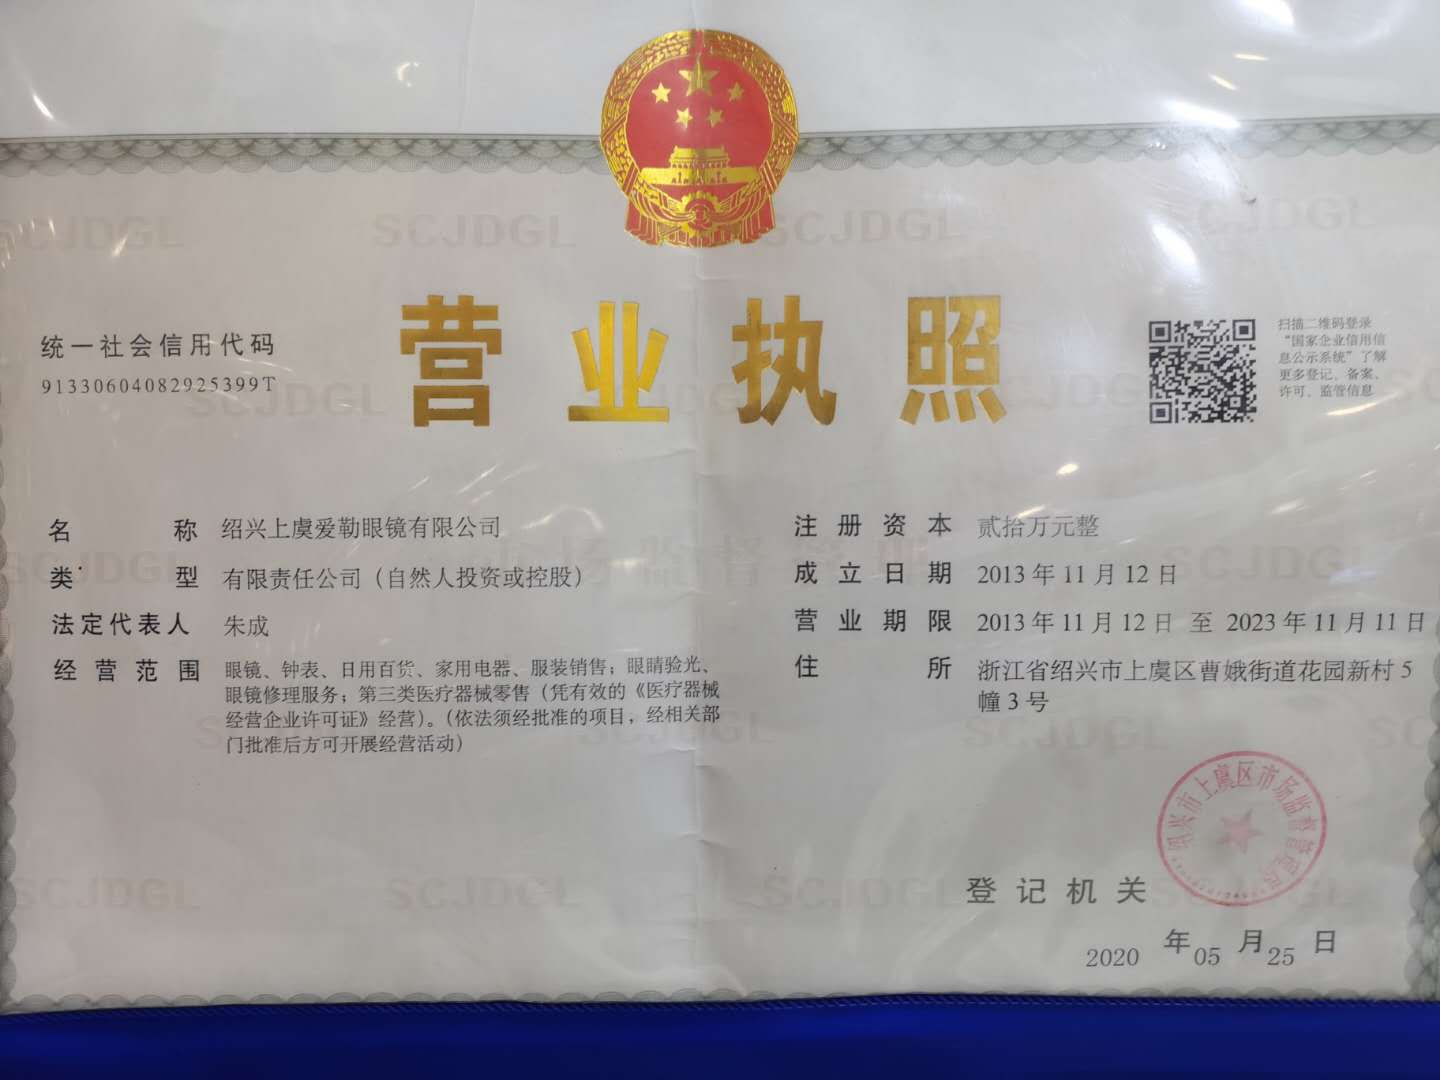 统一社会信用代码
91330604082925399T
营业执照
扫描二维码登录
“国家企业信用信
息公示系统”了解
更多登记、备案、
许可、监管信息
名称 绍兴上虞爱勒眼镜有限公司
类型 有限责任公司（自然人投资或控股）
法定代表人 朱成
经营范围 眼镜、钟表、日用百货、家用电器、服装销售；眼睛验光、
眼镜修理服务；第三类医疗器械零售（凭有效的《医疗器械
经营企业许可证》经营）。（依法须经批准的项目，经相关部
门批准后方可开展经营活动）
注册资本 贰拾万元整
成立日期 2013年11月12日
营业期限 2013年11月12日 至 2023年11月11日
住所 浙江省绍兴市上虞区曹娥街道花园新村5
幢3号
绍兴市上虞区市场监督管理局
登记机关
2020年05月25日
SCJDGL